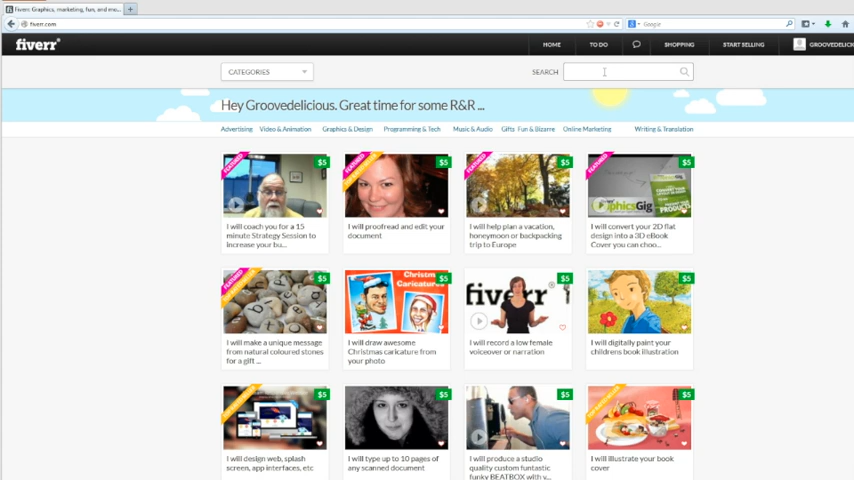 Fiverr: Graphics, marketing, fun, and mo...
fiverr.com
Google
fiverr®
HOME
TO DO
SHOPPING
START SELLING
GROOVEDELICIO
CATEGORIES
SEARCH
Hey Groovedelicious. Great time for some R&R ...
Advertising Video & Animation Graphics & Design Programming & Tech Music & Audio Gifts Fun & Bizarre Online Marketing Writing & Translation
FEATURED
$5
FEATURED
$5
FEATURED
$5
FEATURED
$5
I will coach you for a 15
minute Strategy Session to
increase your bu...
I will proofread and edit your
document
I will help plan a vacation,
honeymoon or backpacking
trip to Europe
I will convert your 2D flat
design into a 3D eBook
Cover you can choo...
FEATURED
$5
Christm
Caricatures
$5
fiverr
$5
$5
I will make a unique message
from natural coloured stones
for a gift ...
I will draw awesome
Christmas caricature from
your photo
I will record a low female
voiceover or narration
I will digitally paint your
childrens book illustration
$5
$5
$5
$5
I will design web, splash
screen, app interfaces, etc
I will type up to 10 pages of
any scanned document
I will produce a studio
quality custom funtastic
funky BEATBOX with v...
I will illustrate your book
cover